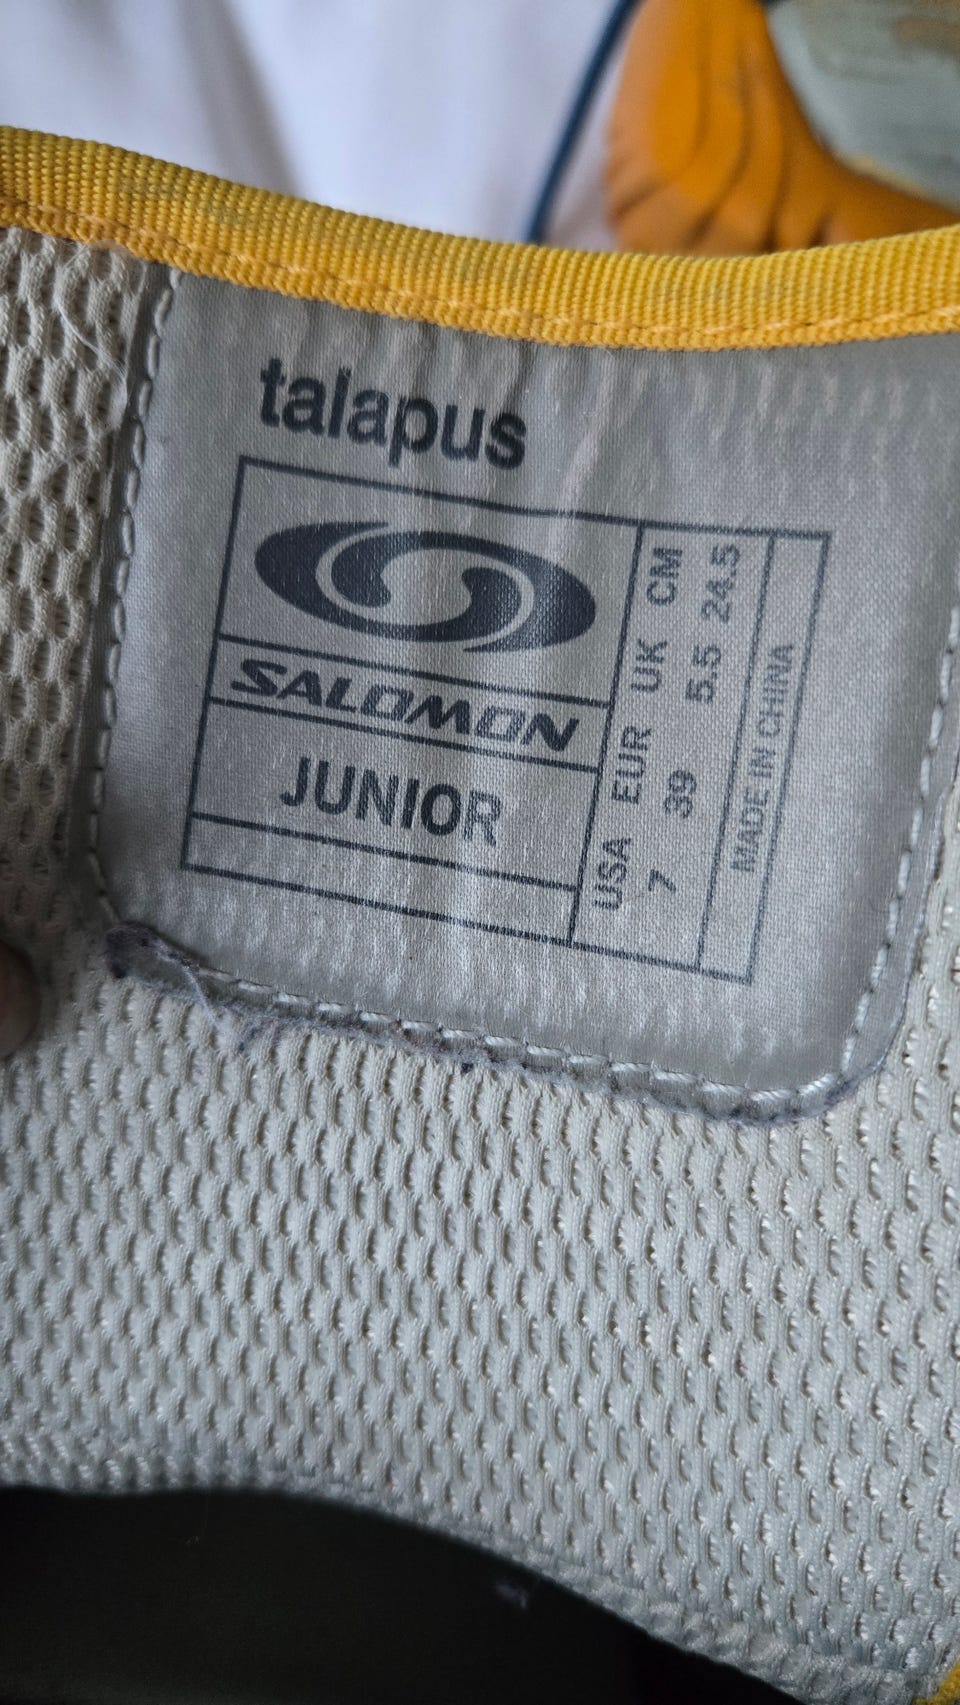 talapus
SALOMON
JUNIOR
USA EUR UK CM
7 39 5.5 24.5
MADE IN CHINA